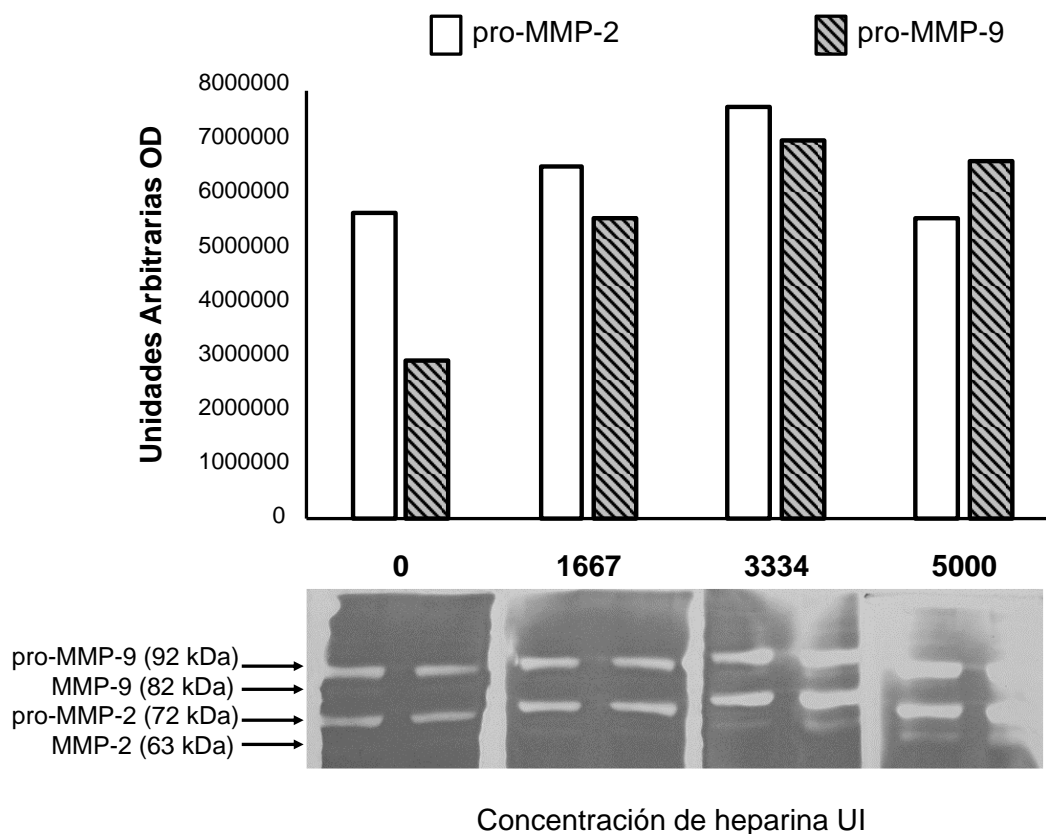 pro-MMP-2
pro-MMP-9
Unidades Arbitrarias OD
8000000
7000000
6000000
5000000
4000000
3000000
2000000
1000000
0
0 1667 3334 5000
pro-MMP-9 (92 kDa)
MMP-9 (82 kDa)
pro-MMP-2 (72 kDa)
MMP-2 (63 kDa)
Concentración de heparina UI